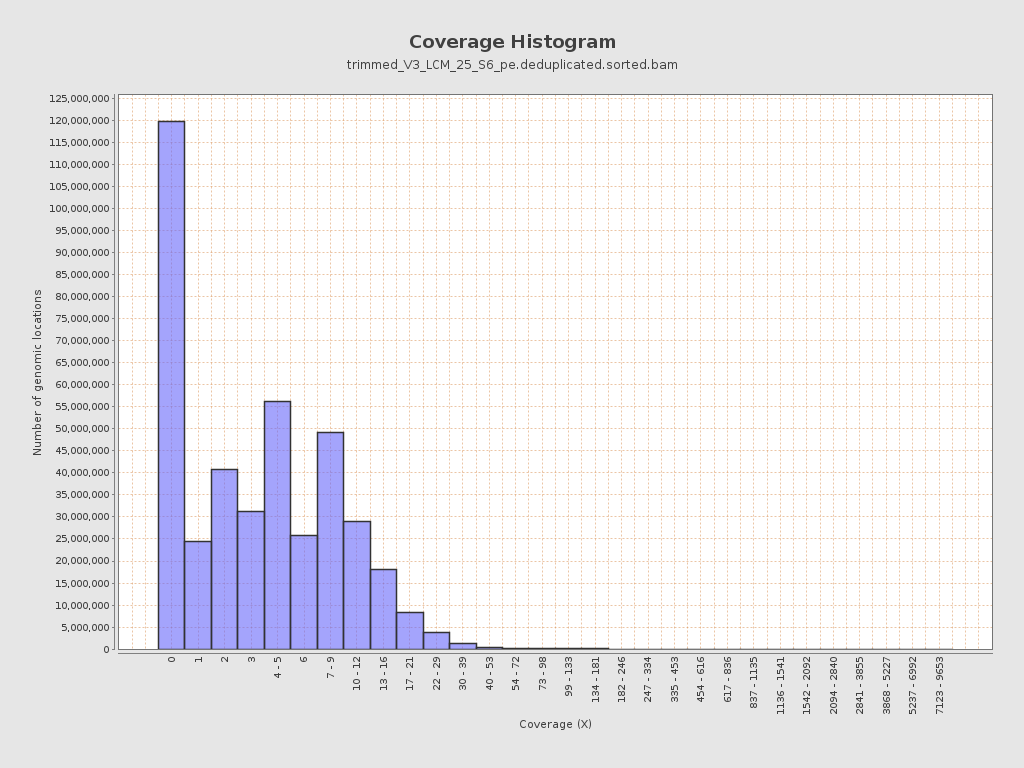 Coverage Histogram
trimmed_V3_LCM_25_S6_pe.deduplicated.sorted.bam
125,000,000
120,000,000
115,000,000
110,000,000
105,000,000
100,000,000
95,000,000
90,000,000
85,000,000
80,000,000
75,000,000
70,000,000
65,000,000
60,000,000
55,000,000
50,000,000
45,000,000
40,000,000
35,000,000
30,000,000
25,000,000
20,000,000
15,000,000
10,000,000
5,000,000
0
Number of genomic locations
0
1
2
3
4 - 5
6
7 - 9
10 - 12
13 - 16
17 - 21
22 - 29
30 - 39
40 - 53
54 - 72
73 - 98
99 - 133
134 - 181
182 - 246
247 - 334
335 - 453
454 - 616
617 - 836
837 - 1135
1136 - 1541
1542 - 2092
2094 - 2840
2841 - 3855
3868 - 5227
5237 - 6992
7123 - 9653
Coverage (X)